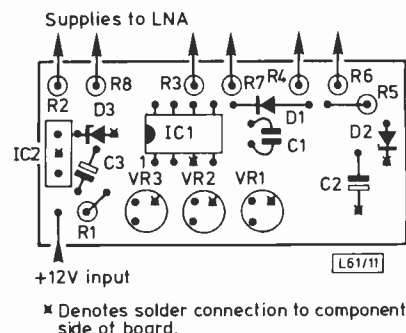 Supplies to LNA
R2
R8
R3
R7
R4
R6
R5
D3
D1
D2
IC2
IC1
C1
C3
1
VR3
VR2
VR1
C2
R1
L61/11
+12V input
✱ Denotes solder connection to component
side of board.